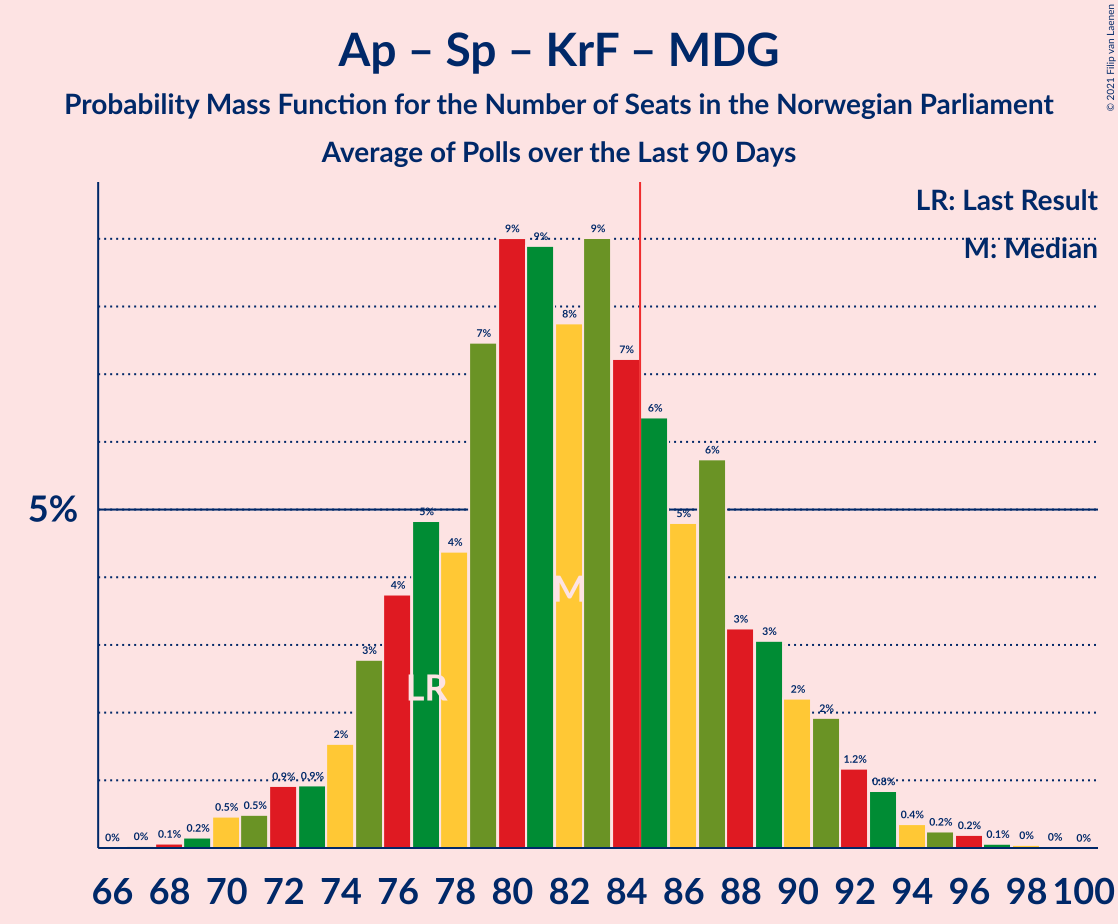 Ap – Sp – KrF – MDG
Probability Mass Function for the Number of Seats in the Norwegian Parliament
Average of Polls over the Last 90 Days
© 2021 Filip van Laenen
LR: Last Result
M: Median
5%
0% 0% 0.1% 0.2% 0.5% 0.5% 0.9% 0.9% 2% 3% 4% 5% 4% 7% 9% 9% 8% 9% 7% 6% 5% 6% 3% 3% 2% 2% 1.2% 0.8% 0.4% 0.2% 0.2% 0.1% 0% 0% 0%
M
LR
66 68 70 72 74 76 78 80 82 84 86 88 90 92 94 96 98 100